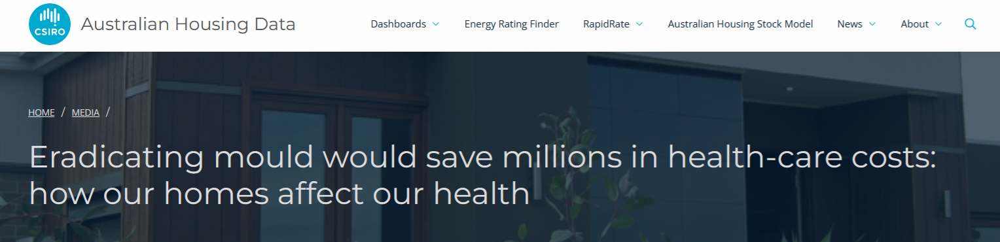 CSIRO
Australian Housing Data
Dashboards
Energy Rating Finder
RapidRate
Australian Housing Stock Model
News
About
HOME / MEDIA /
Eradicating mould would save millions in health-care costs:
how our homes affect our health